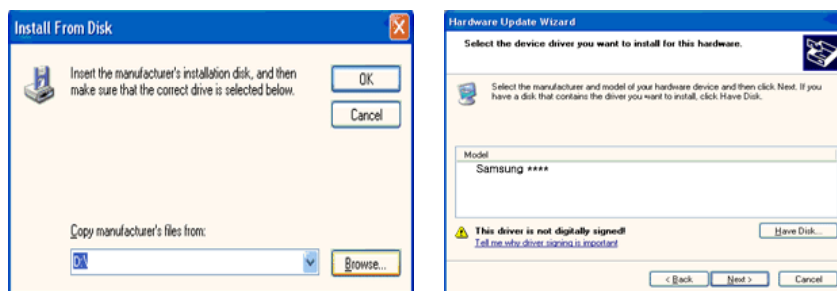 Install From Disk
Insert the manufacturer's installation disk, and then
make sure that the correct drive is selected below.
OK
Cancel
Copy manufacturer's files from:
D:\
Browse...
Hardware Update Wizard
Select the device driver you want to install for this hardware.
Select the manufacturer and model of your hardware device and then click Next. If you
have a disk that contains the driver you want to install, click Have Disk.
Model
Samsung ****
This driver is not digitally signed!
Tell me why driver signing is important
Have Disk...
< Back
Next >
Cancel